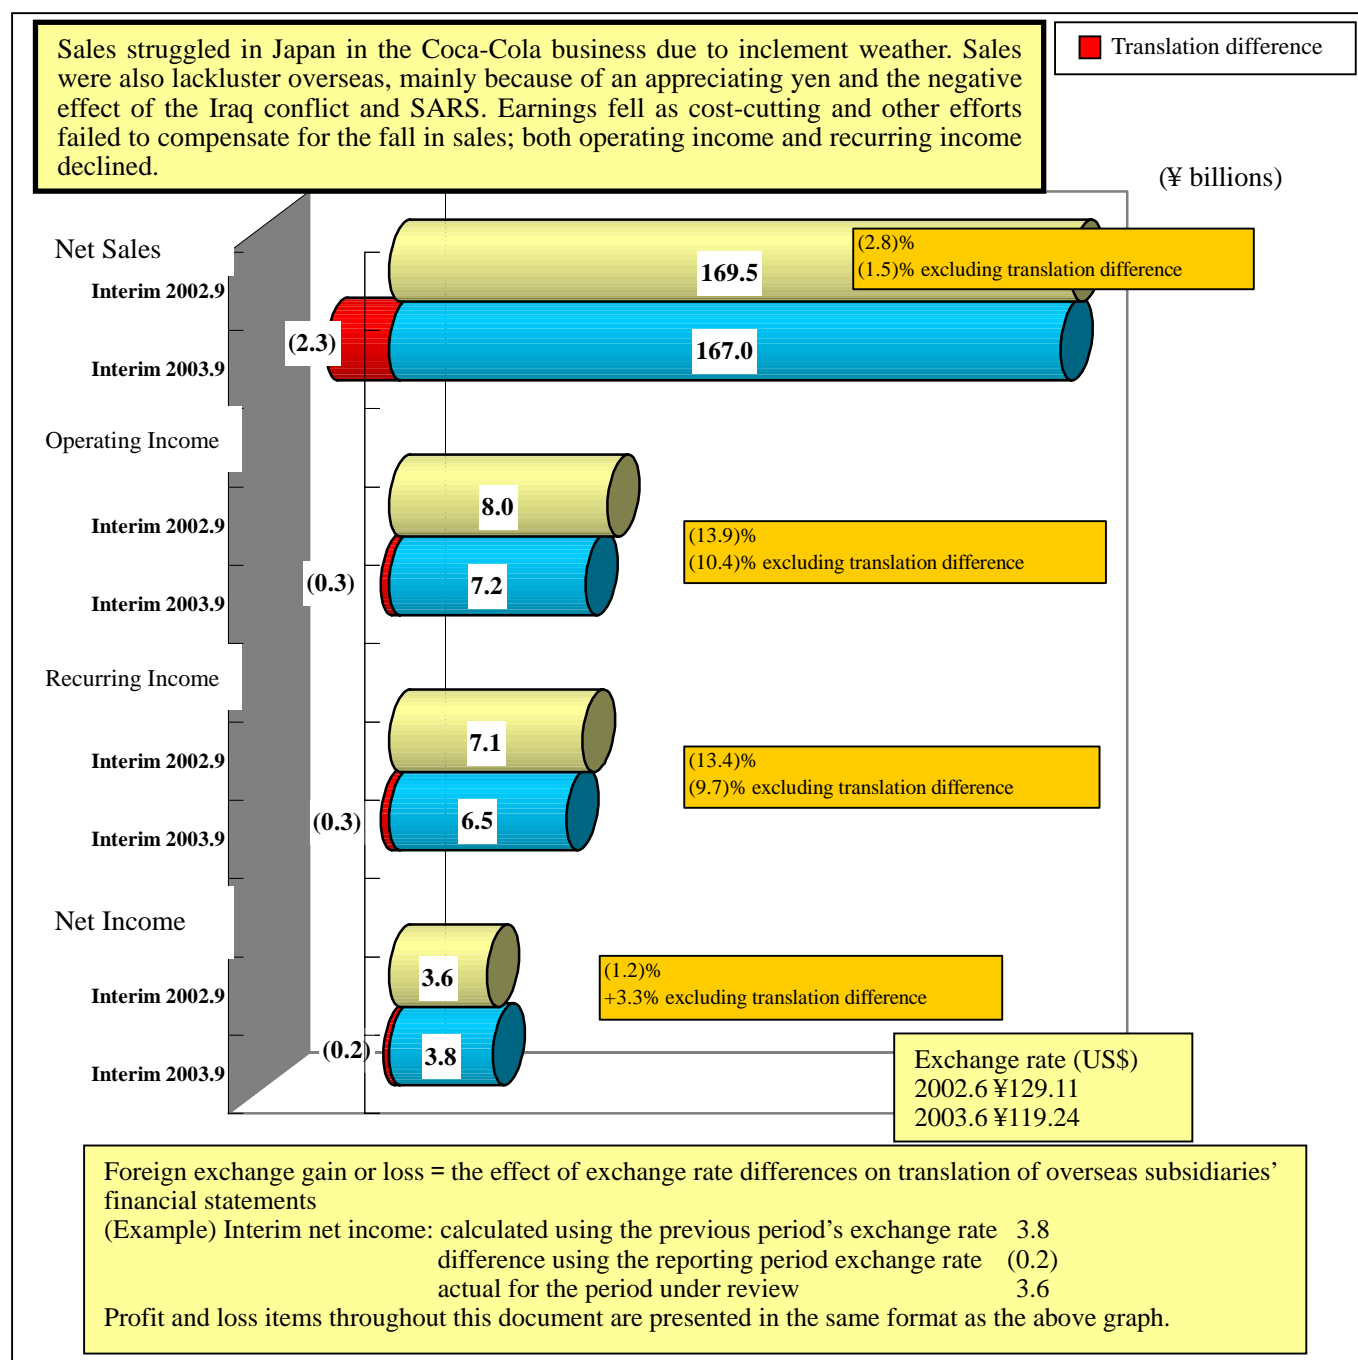 Sales struggled in Japan in the Coca-Cola business due to inclement weather. Sales
were also lackluster overseas, mainly because of an appreciating yen and the negative
effect of the Iraq conflict and SARS. Earnings fell as cost-cutting and other efforts
failed to compensate for the fall in sales; both operating income and recurring income
declined.
Translation difference
(¥ billions)
Net Sales
Interim 2002.9
169.5
(2.8)%
(1.5)% excluding translation difference
Interim 2003.9
(2.3)
167.0
Operating Income
Interim 2002.9
8.0
(13.9)%
(10.4)% excluding translation difference
Interim 2003.9
(0.3)
7.2
Recurring Income
Interim 2002.9
7.1
(13.4)%
(9.7)% excluding translation difference
Interim 2003.9
(0.3)
6.5
Net Income
Interim 2002.9
3.6
(1.2)%
+3.3% excluding translation difference
Interim 2003.9
(0.2)
3.8
Exchange rate (US$)
2002.6 ¥129.11
2003.6 ¥119.24
Foreign exchange gain or loss = the effect of exchange rate differences on translation of overseas subsidiaries’
financial statements
(Example) Interim net income: calculated using the previous period’s exchange rate 3.8
difference using the reporting period exchange rate (0.2)
actual for the period under review 3.6
Profit and loss items throughout this document are presented in the same format as the above graph.